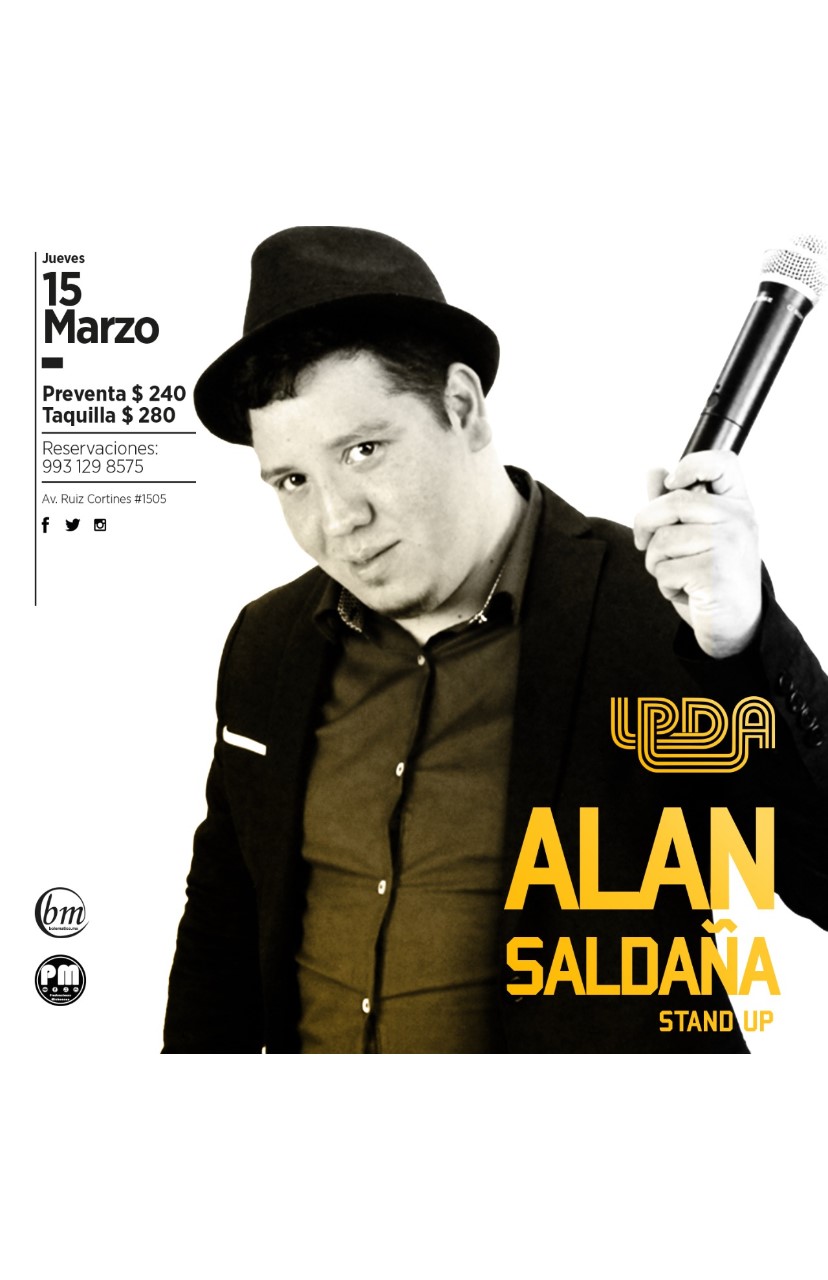 Jueves
15
Marzo
Preventa $ 240
Taquilla $ 280
Reservaciones:
993 129 8575
Av. Ruiz Cortines #1505
LPDA
ALAN
SALDAÑA
STAND UP
bm
PM